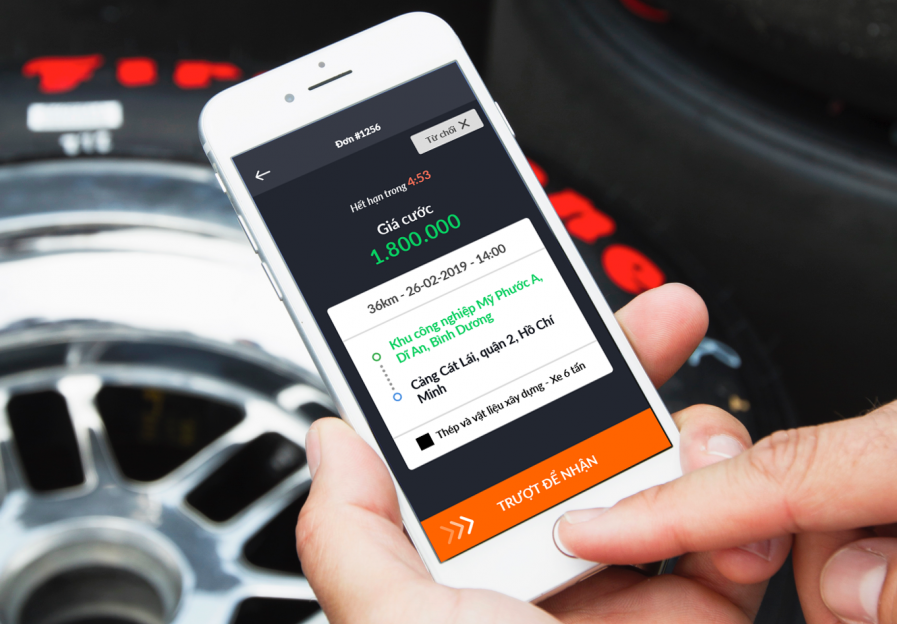 Đơn #1256
Từ chối
Hết hạn trong 4:53
Giá cước
1.800.000
36km - 26-02-2019 - 14:00
Khu công nghiệp Mỹ Phước A,
Dĩ An, Bình Dương
Cảng Cát Lái, quận 2, Hồ Chí
Minh
Thép và vật liệu xây dựng - Xe 6 tấn
TRƯỢT ĐỂ NHẬN